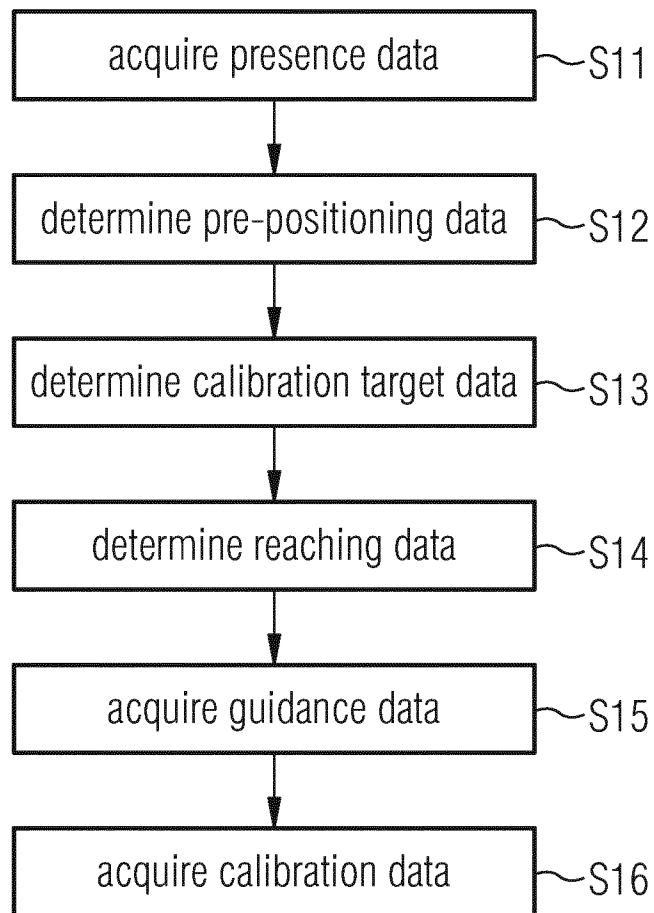 acquire presence data S11
determine pre-positioning data S12
determine calibration target data S13
determine reaching data S14
acquire guidance data S15
acquire calibration data S16